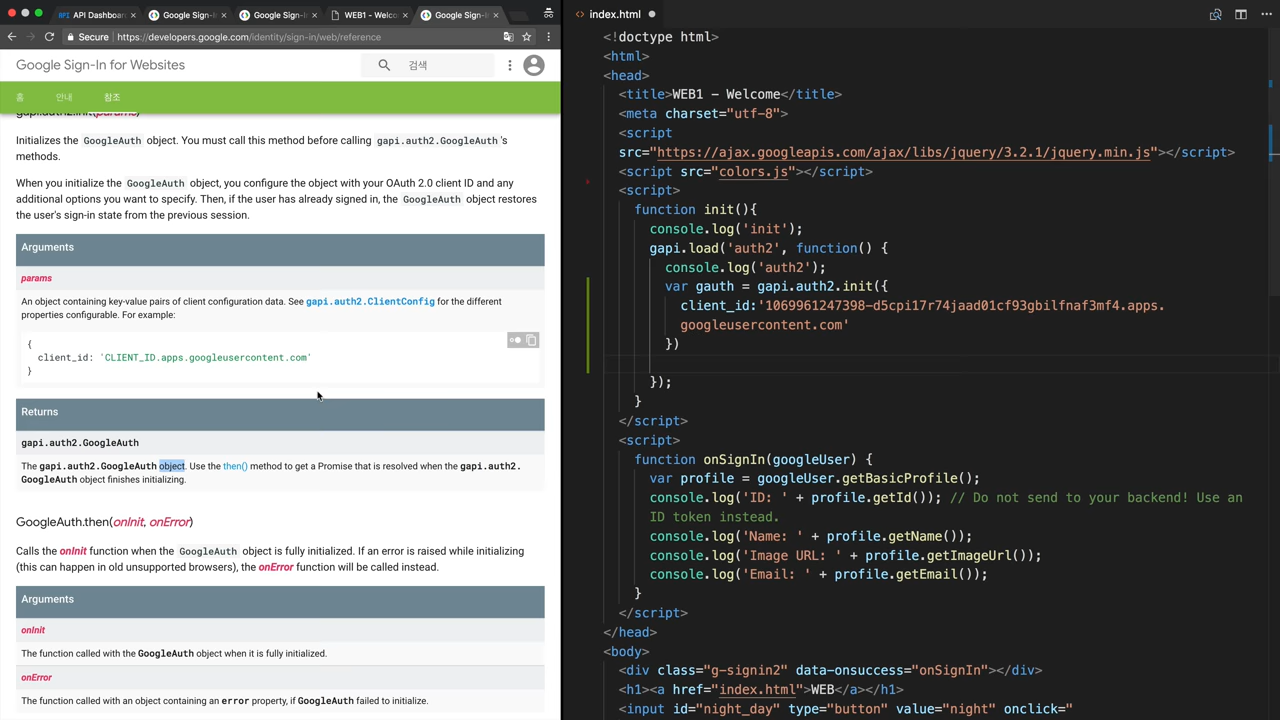 API Dashboa
Google Sign-In
Google Sign-In
WEB1 - Welco
Google Sign-In
Secure
https://developers.google.com/identity/sign-in/web/reference
Google Sign-In for Websites
검색
홈
안내
참조
gapi.auth2.init(params)
Initializes the GoogleAuth object. You must call this method before calling gapi.auth2.GoogleAuth's
methods.
When you initialize the GoogleAuth object, you configure the object with your OAuth 2.0 client ID and any
additional options you want to specify. Then, if the user has already signed in, the GoogleAuth object restores
the user's sign-in state from the previous session.
Arguments
params
An object containing key-value pairs of client configuration data. See gapi.auth2.ClientConfig for the different
properties configurable. For example:
{
client_id: 'CLIENT_ID.apps.googleusercontent.com'
}
Returns
gapi.auth2.GoogleAuth
The gapi.auth2.GoogleAuth object. Use the then() method to get a Promise that is resolved when the gapi.auth2.
GoogleAuth object finishes initializing.
GoogleAuth.then(onInit, onError)
Calls the onInit function when the GoogleAuth object is fully initialized. If an error is raised while initializing
(this can happen in old unsupported browsers), the onError function will be called instead.
Arguments
onInit
The function called with the GoogleAuth object when it is fully initialized.
onError
The function called with an object containing an error property, if GoogleAuth failed to initialize.
index.html
<!doctype html>
<html>
<head>
<title>WEB1 - Welcome</title>
<meta charset="utf-8">
<script
src="https://ajax.googleapis.com/ajax/libs/jquery/3.2.1/jquery.min.js"></script>
<script src="colors.js"></script>
<script>
function init(){
console.log('init');
gapi.load('auth2', function() {
console.log('auth2');
var gauth = gapi.auth2.init({
client_id:'1069961247398-d5cpi17r74jaad01cf93gbilfnaf3mf4.apps.
googleusercontent.com'
})
});
}
</script>
<script>
function onSignIn(googleUser) {
var profile = googleUser.getBasicProfile();
console.log('ID: ' + profile.getId()); // Do not send to your backend! Use an
ID token instead.
console.log('Name: ' + profile.getName());
console.log('Image URL: ' + profile.getImageUrl());
console.log('Email: ' + profile.getEmail());
}
</script>
</head>
<body>
<div class="g-signin2" data-onsuccess="onSignIn"></div>
<h1><a href="index.html">WEB</a></h1>
<input id="night_day" type="button" value="night" onclick="